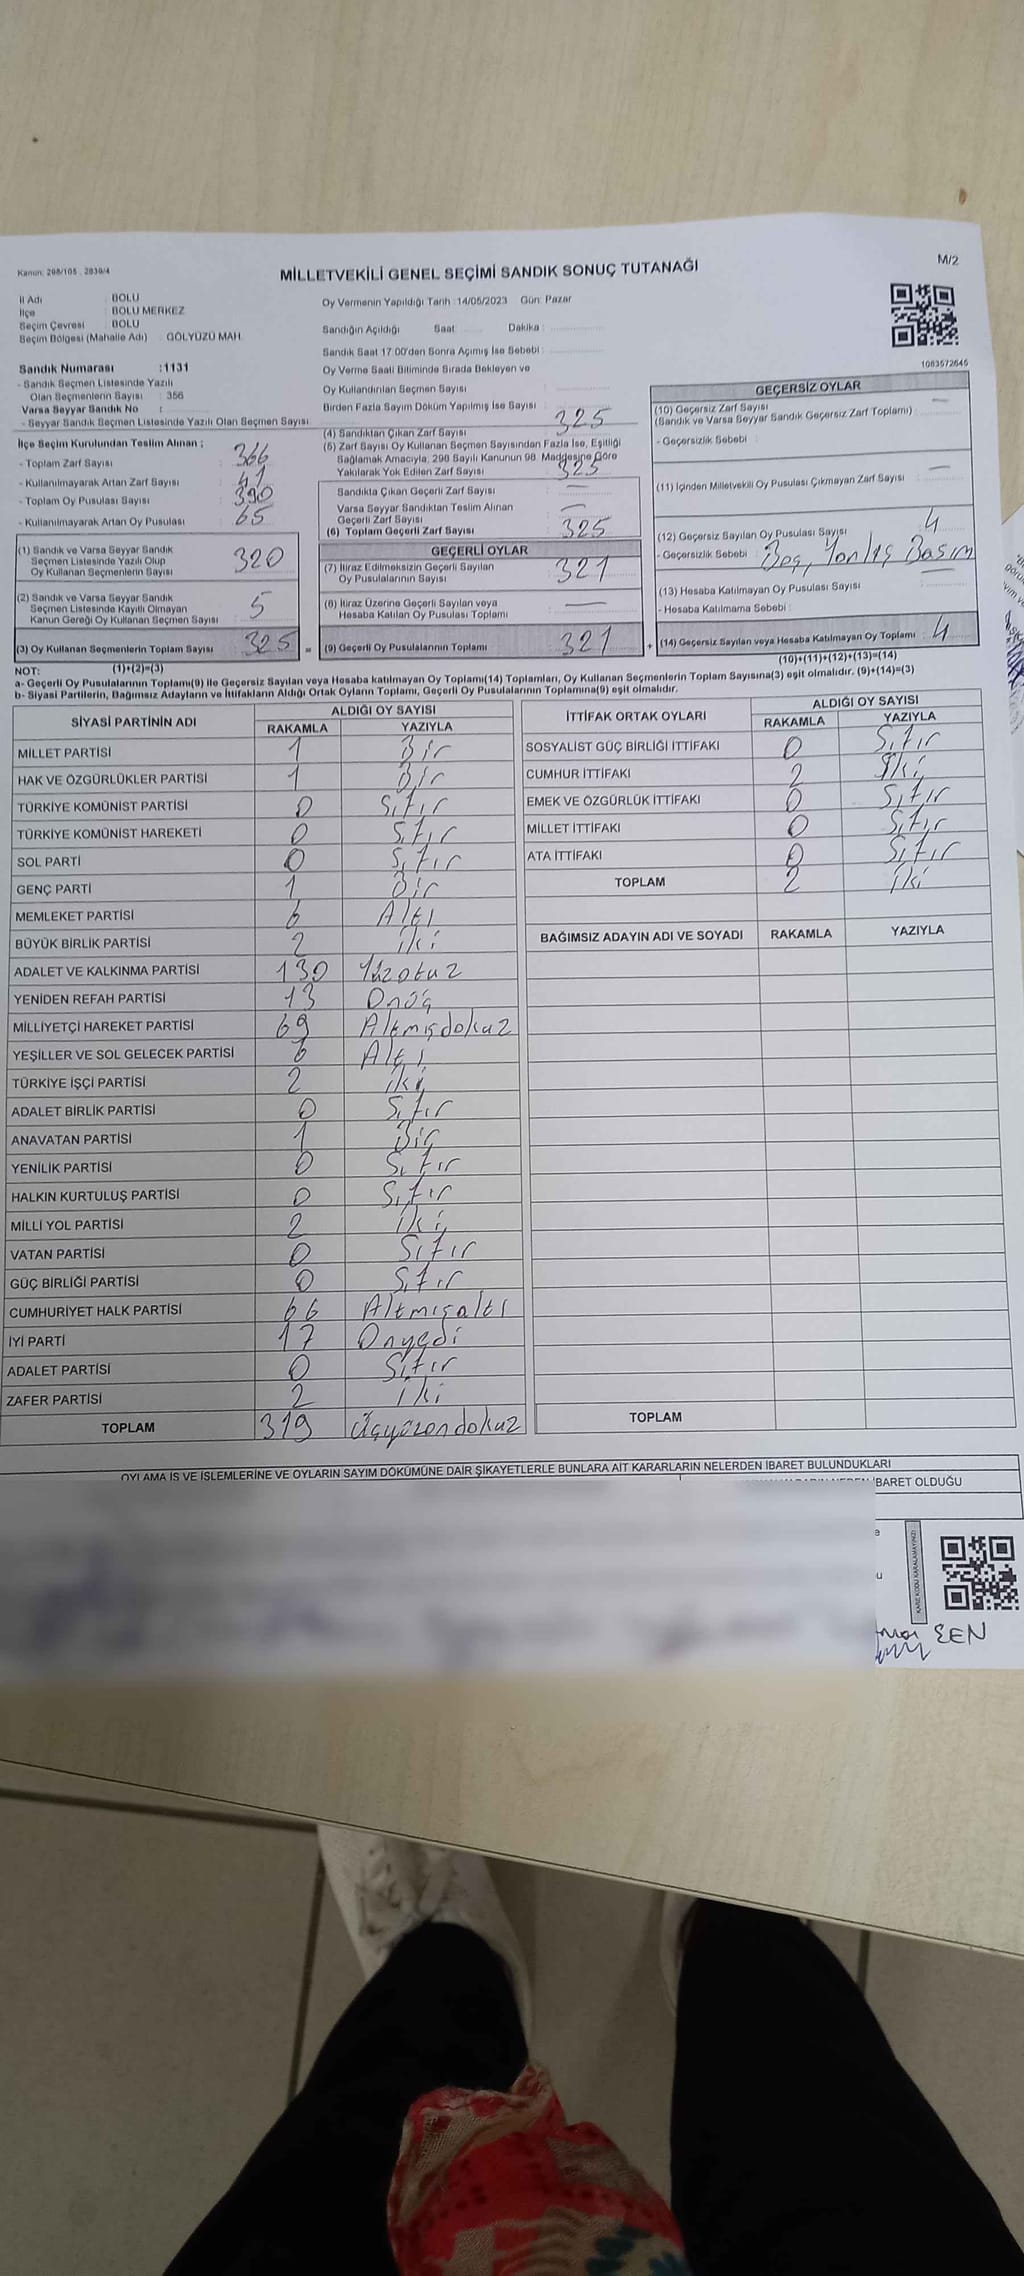 Kanun: 298/105 . 2839/4
MİLLETVEKİLİ GENEL SEÇİMİ SANDIK SONUÇ TUTANAĞI
M/2
İl Adı : BOLU
İlçe : BOLU MERKEZ
Seçim Çevresi : BOLU
Seçim Bölgesi (Mahalle Adı) : GÖLYÜZÜ MAH.
Sandık Numarası :1131
- Sandık Seçmen Listesinde Yazılı
Olan Seçmenlerin Sayısı : 356
Varsa Seyyar Sandık No :
- Seyyar Sandık Seçmen Listesinde Yazılı Olan Seçmen Sayısı
İlçe Seçim Kurulundan Teslim Alınan ;
- Toplam Zarf Sayısı : 366
- Kullanılmayarak Artan Zarf Sayısı : 41
- Toplam Oy Pusulası Sayısı : 390
- Kullanılmayarak Artan Oy Pusulası : 65
(1) Sandık ve Varsa Seyyar Sandık
Seçmen Listesinde Yazılı Olup
Oy Kullanan Seçmenlerin Sayısı : 320
(2) Sandık ve Varsa Seyyar Sandık
Seçmen Listesinde Kayıtlı Olmayan
Kanun Gereği Oy Kullanan Seçmen Sayısı : 5
(3) Oy Kullanan Seçmenlerin Toplam Sayısı : 325
Oy Vermenin Yapıldığı Tarih :14/05/2023 Gün: Pazar
Sandığın Açıldığı Saat: Dakika :
Sandık Saat 17:00'den Sonra Açımış İse Sebebi :
Oy Verme Saati Bitiminde Sırada Bekleyen ve
Oy Kullandırılan Seçmen Sayısı :
Birden Fazla Sayım Döküm Yapılmış İse Sayısı :
(4) Sandıktan Çıkan Zarf Sayısı : 325
(5) Zarf Sayısı Oy Kullanan Seçmen Sayısından Fazla İse, Eşitliği
Sağlamak Amacıyla, 298 Sayılı Kanunun 98. Maddesine Göre
Yakılarak Yok Edilen Zarf Sayısı :
Sandıkta Çıkan Geçerli Zarf Sayısı : 325
Varsa Seyyar Sandıktan Teslim Alınan
Geçerli Zarf Sayısı : —
(6) Toplam Geçerli Zarf Sayısı : 325
GEÇERLİ OYLAR
(7) İtiraz Edilmeksizin Geçerli Sayılan
Oy Pusulalarının Sayısı : 321
(8) İtiraz Üzerine Geçerli Sayılan veya
Hesaba Katılan Oy Pusulası Toplamı : —
= (9) Geçerli Oy Pusulalarının Toplamı : 321
1083572645
GEÇERSİZ OYLAR
(10) Geçersiz Zarf Sayısı : —
(Sandık ve Varsa Seyyar Sandık Geçersiz Zarf Toplamı)
- Geçersizlik Sebebi :
(11) İçinden Milletvekili Oy Pusulası Çıkmayan Zarf Sayısı : —
(12) Geçersiz Sayılan Oy Pusulası Sayısı : 4
- Geçersizlik Sebebi : Boş, Yanlış Basım
(13) Hesaba Katılmayan Oy Pusulası Sayısı : —
- Hesaba Katılmama Sebebi :
+ (14) Geçersiz Sayılan veya Hesaba Katılmayan Oy Toplamı : 4
NOT: (1)+(2)=(3) (10)+(11)+(12)+(13)=(14)
a- Geçerli Oy Pusulalarının Toplamı(9) ile Geçersiz Sayılan veya Hesaba katılmayan Oy Toplamı(14) Toplamları, Oy Kullanan Seçmenlerin Toplam Sayısına(3) eşit olmalıdır. (9)+(14)=(3)
b- Siyasi Partilerin, Bağımsız Adayların ve İttifakların Aldığı Ortak Oyların Toplamı, Geçerli Oy Pusulalarının Toplamına(9) eşit olmalıdır.
SİYASİ PARTİNİN ADI ALDIĞI OY SAYISI
RAKAMLA YAZIYLA
MİLLET PARTİSİ 1 Bir
HAK VE ÖZGÜRLÜKLER PARTİSİ 1 Bir
TÜRKİYE KOMÜNİST PARTİSİ 0 Sıfır
TÜRKİYE KOMÜNİST HAREKETİ 0 Sıfır
SOL PARTİ 0 Sıfır
GENÇ PARTİ 1 Bir
MEMLEKET PARTİSİ 6 Altı
BÜYÜK BİRLİK PARTİSİ 2 iki
ADALET VE KALKINMA PARTİSİ 130 Yüzotuz
YENİDEN REFAH PARTİSİ 13 Onüç
MİLLİYETÇİ HAREKET PARTİSİ 69 Altmışdokuz
YEŞİLLER VE SOL GELECEK PARTİSİ 6 Altı
TÜRKİYE İŞÇİ PARTİSİ 2 iki
ADALET BİRLİK PARTİSİ 0 Sıfır
ANAVATAN PARTİSİ 1 Bir
YENİLİK PARTİSİ 0 Sıfır
HALKIN KURTULUŞ PARTİSİ 0 Sıfır
MİLLİ YOL PARTİSİ 2 iki
VATAN PARTİSİ 0 Sıfır
GÜÇ BİRLİĞİ PARTİSİ 0 Sıfır
CUMHURİYET HALK PARTİSİ 66 Altmışaltı
İYİ PARTİ 17 Onyedi
ADALET PARTİSİ 0 Sıfır
ZAFER PARTİSİ 2 iki
TOPLAM 319 Üçyüzondokuz
İTTİFAK ORTAK OYLARI ALDIĞI OY SAYISI
RAKAMLA YAZIYLA
SOSYALİST GÜÇ BİRLİĞİ İTTİFAKI 0 Sıfır
CUMHUR İTTİFAKI 2 İki
EMEK VE ÖZGÜRLÜK İTTİFAKI 0 Sıfır
MİLLET İTTİFAKI 0 Sıfır
ATA İTTİFAKI 0 Sıfır
TOPLAM 2 iki
BAĞIMSIZ ADAYIN ADI VE SOYADI RAKAMLA YAZIYLA
TOPLAM
OYLAMA İŞ VE İŞLEMLERİNE VE OYLARIN SAYIM DÖKÜMÜNE DAİR ŞİKAYETLERLE BUNLARA AİT KARARLARIN NELERDEN İBARET BULUNDUKLARI
İBARET OLDUĞU
KARE KODU KARALAMAYINIZ!
ŞEN